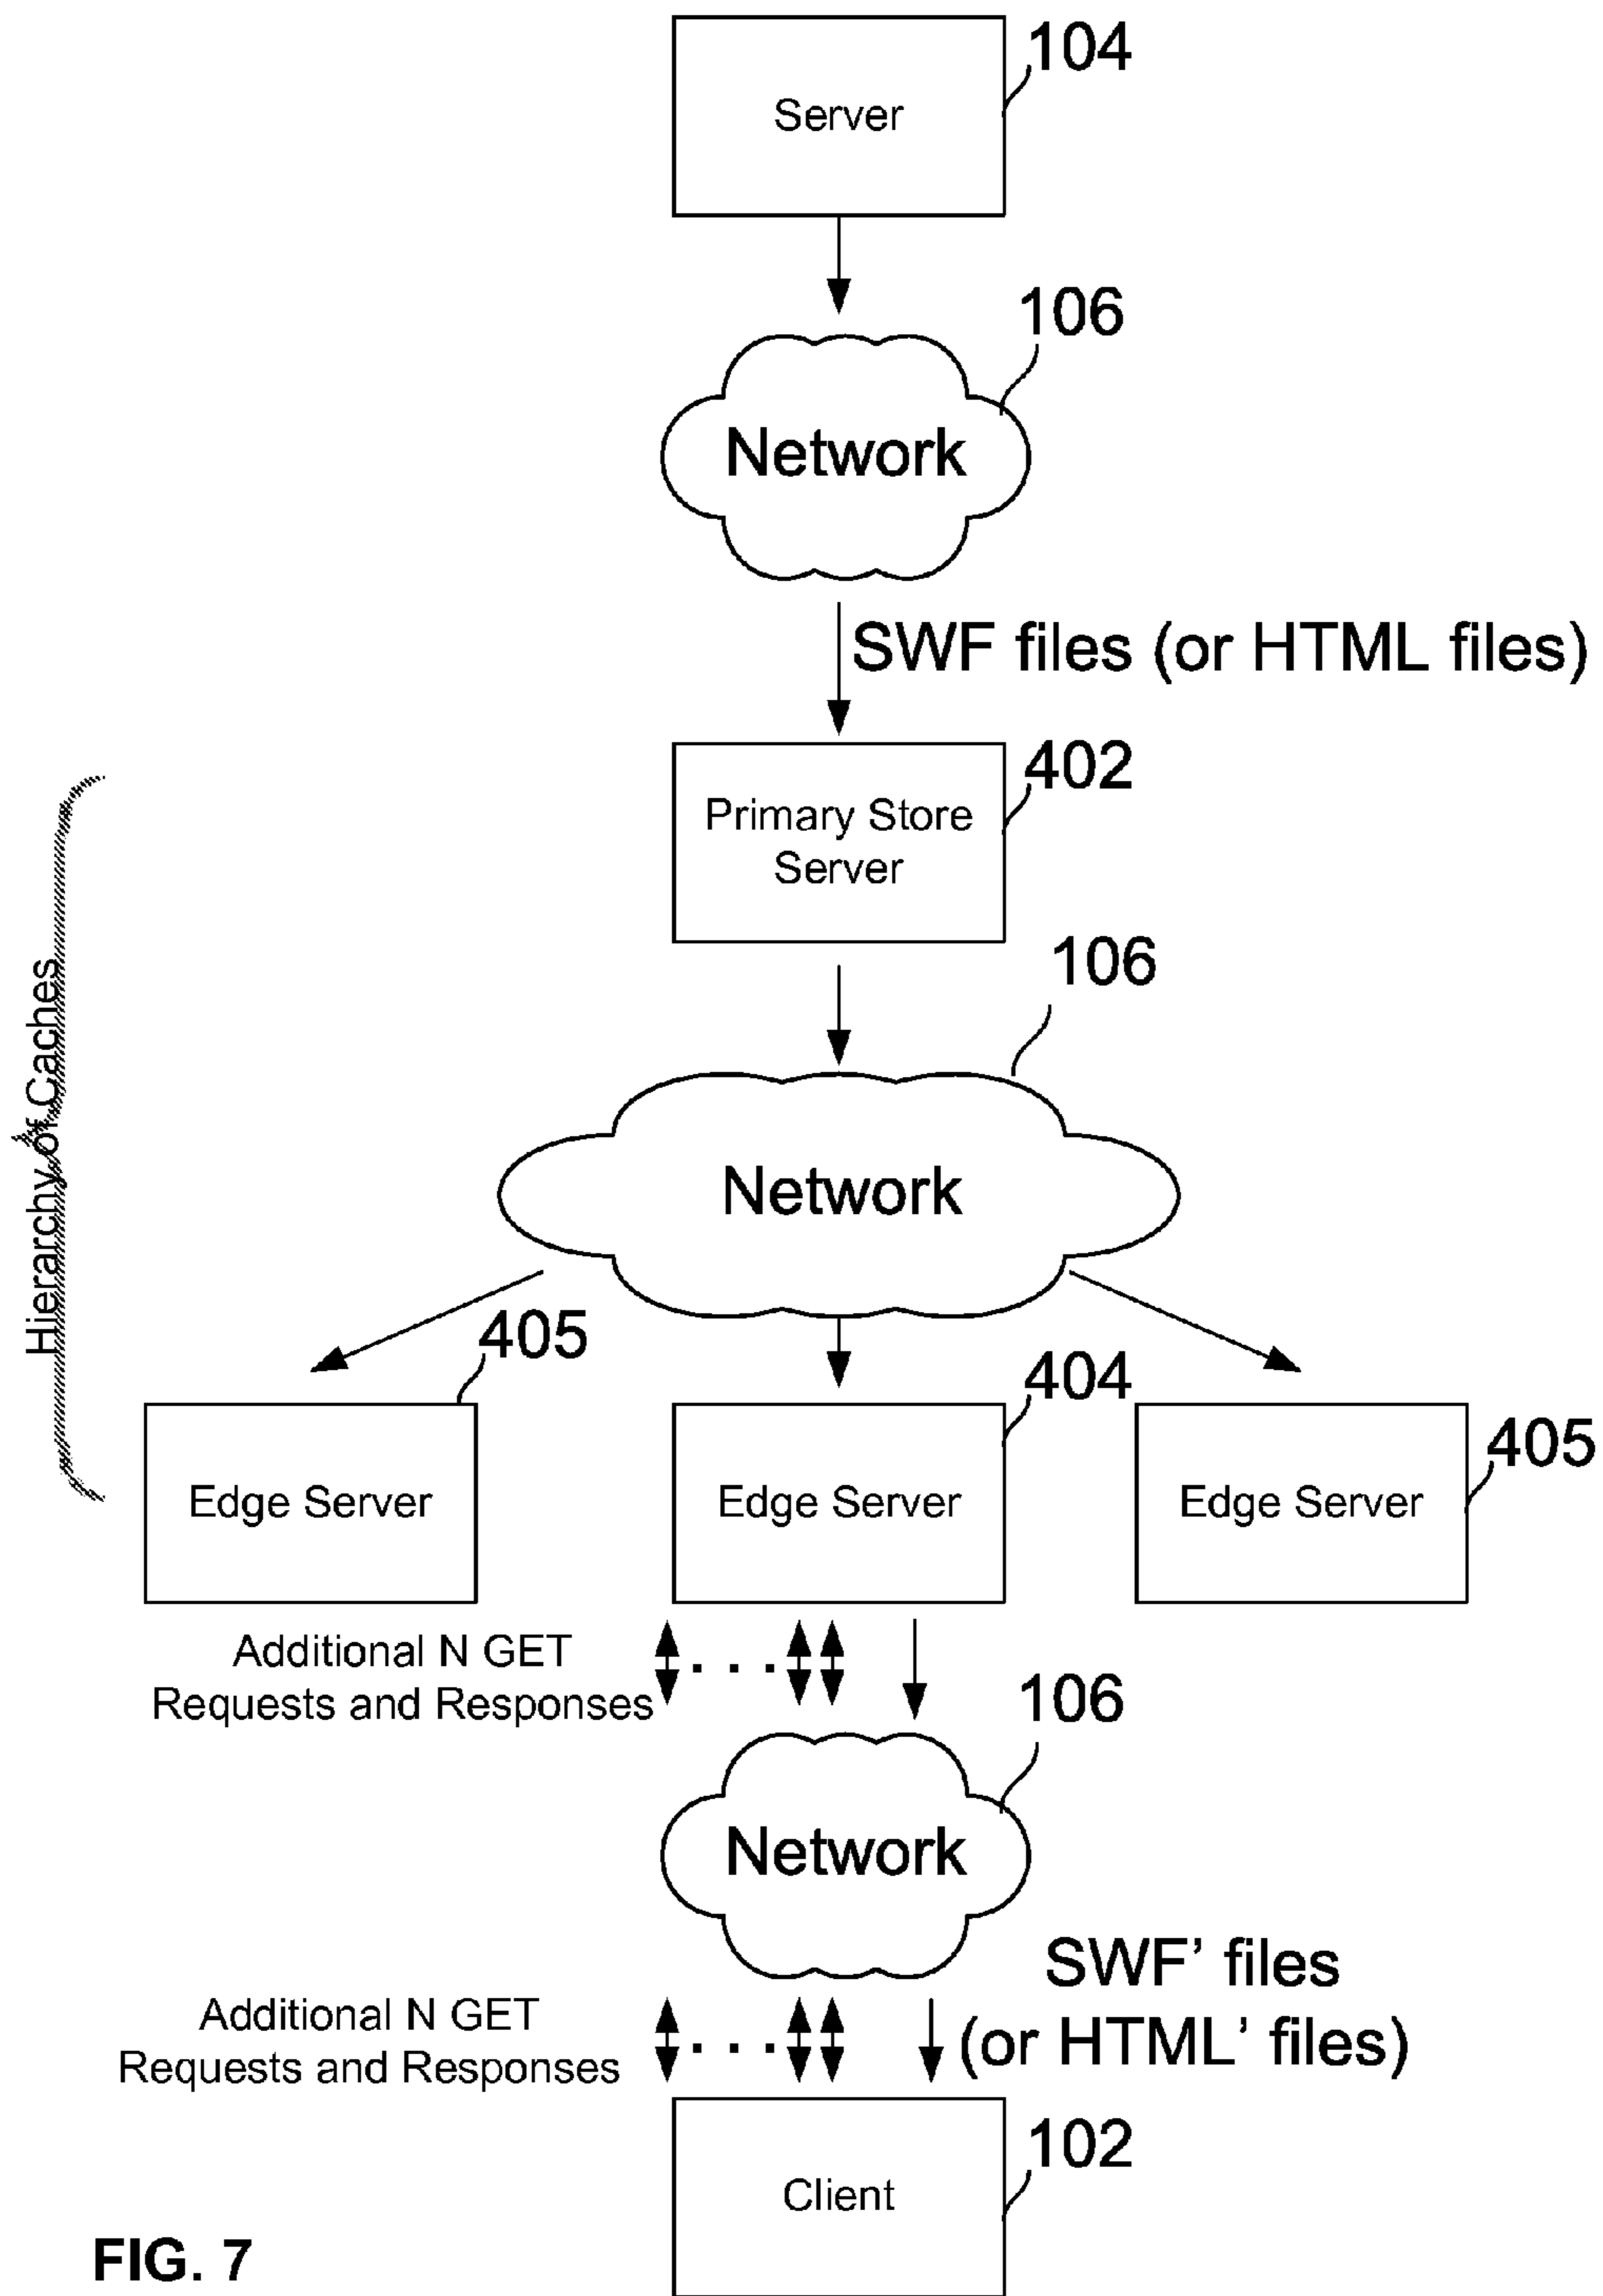 104
Server
106
Network
SWF files (or HTML files)
402
Primary Store
Server
106
Hierarchy of Caches
Network
405
404
405
Edge Server
Edge Server
Edge Server
Additional N GET
Requests and Responses
. . .
106
Network
SWF’ files
(or HTML’ files)
Additional N GET
Requests and Responses
. . .
102
Client
FIG. 7